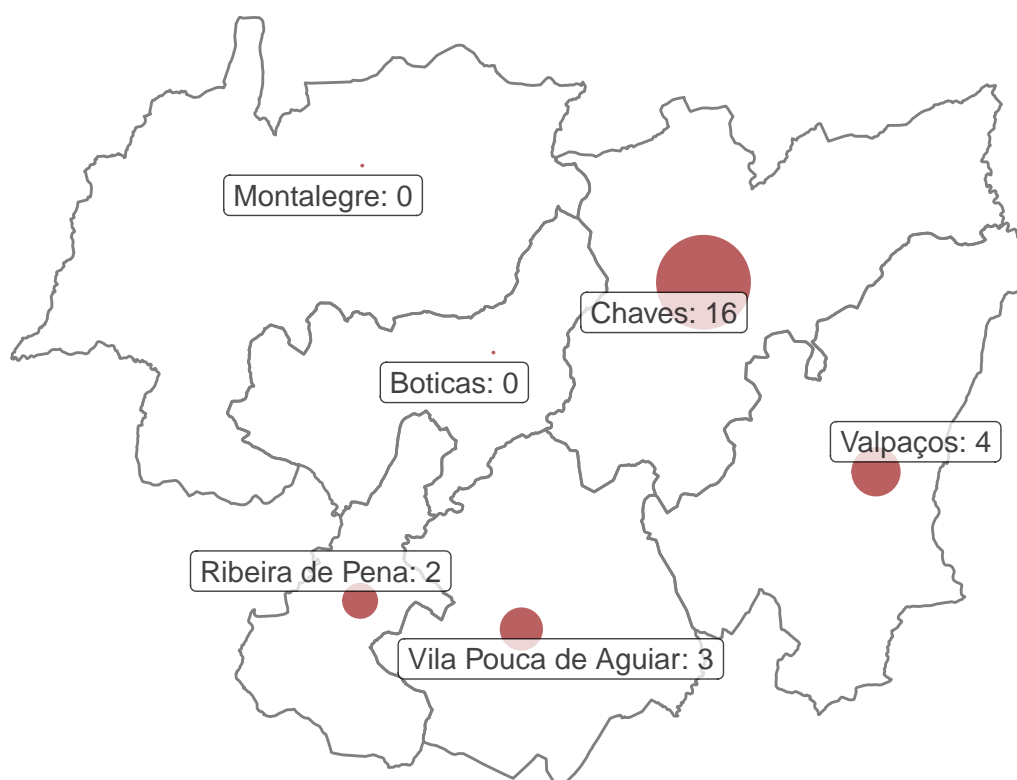 Montalegre: 0
Chaves: 16
Boticas: 0
Valpaços: 4
Ribeira de Pena: 2
Vila Pouca de Aguiar: 3